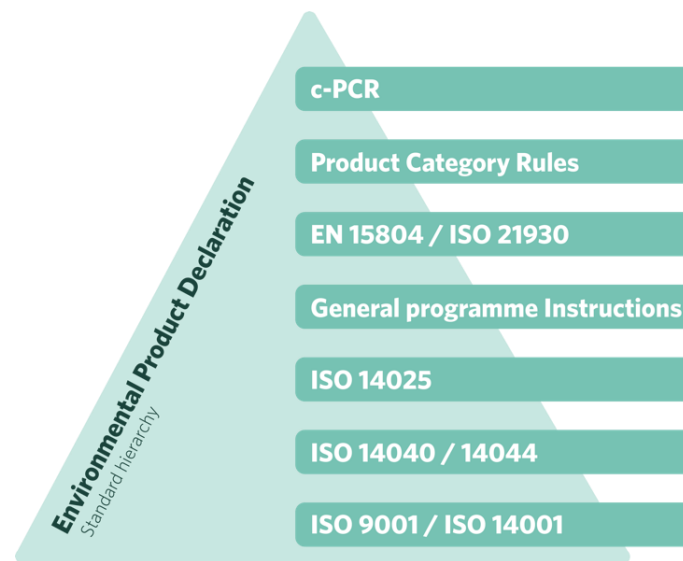 c-PCR
Product Category Rules
EN 15804 / ISO 21930
General programme Instructions
ISO 14025
ISO 14040 / 14044
ISO 9001 / ISO 14001
Environmental Product Declaration
Standard hierarchy